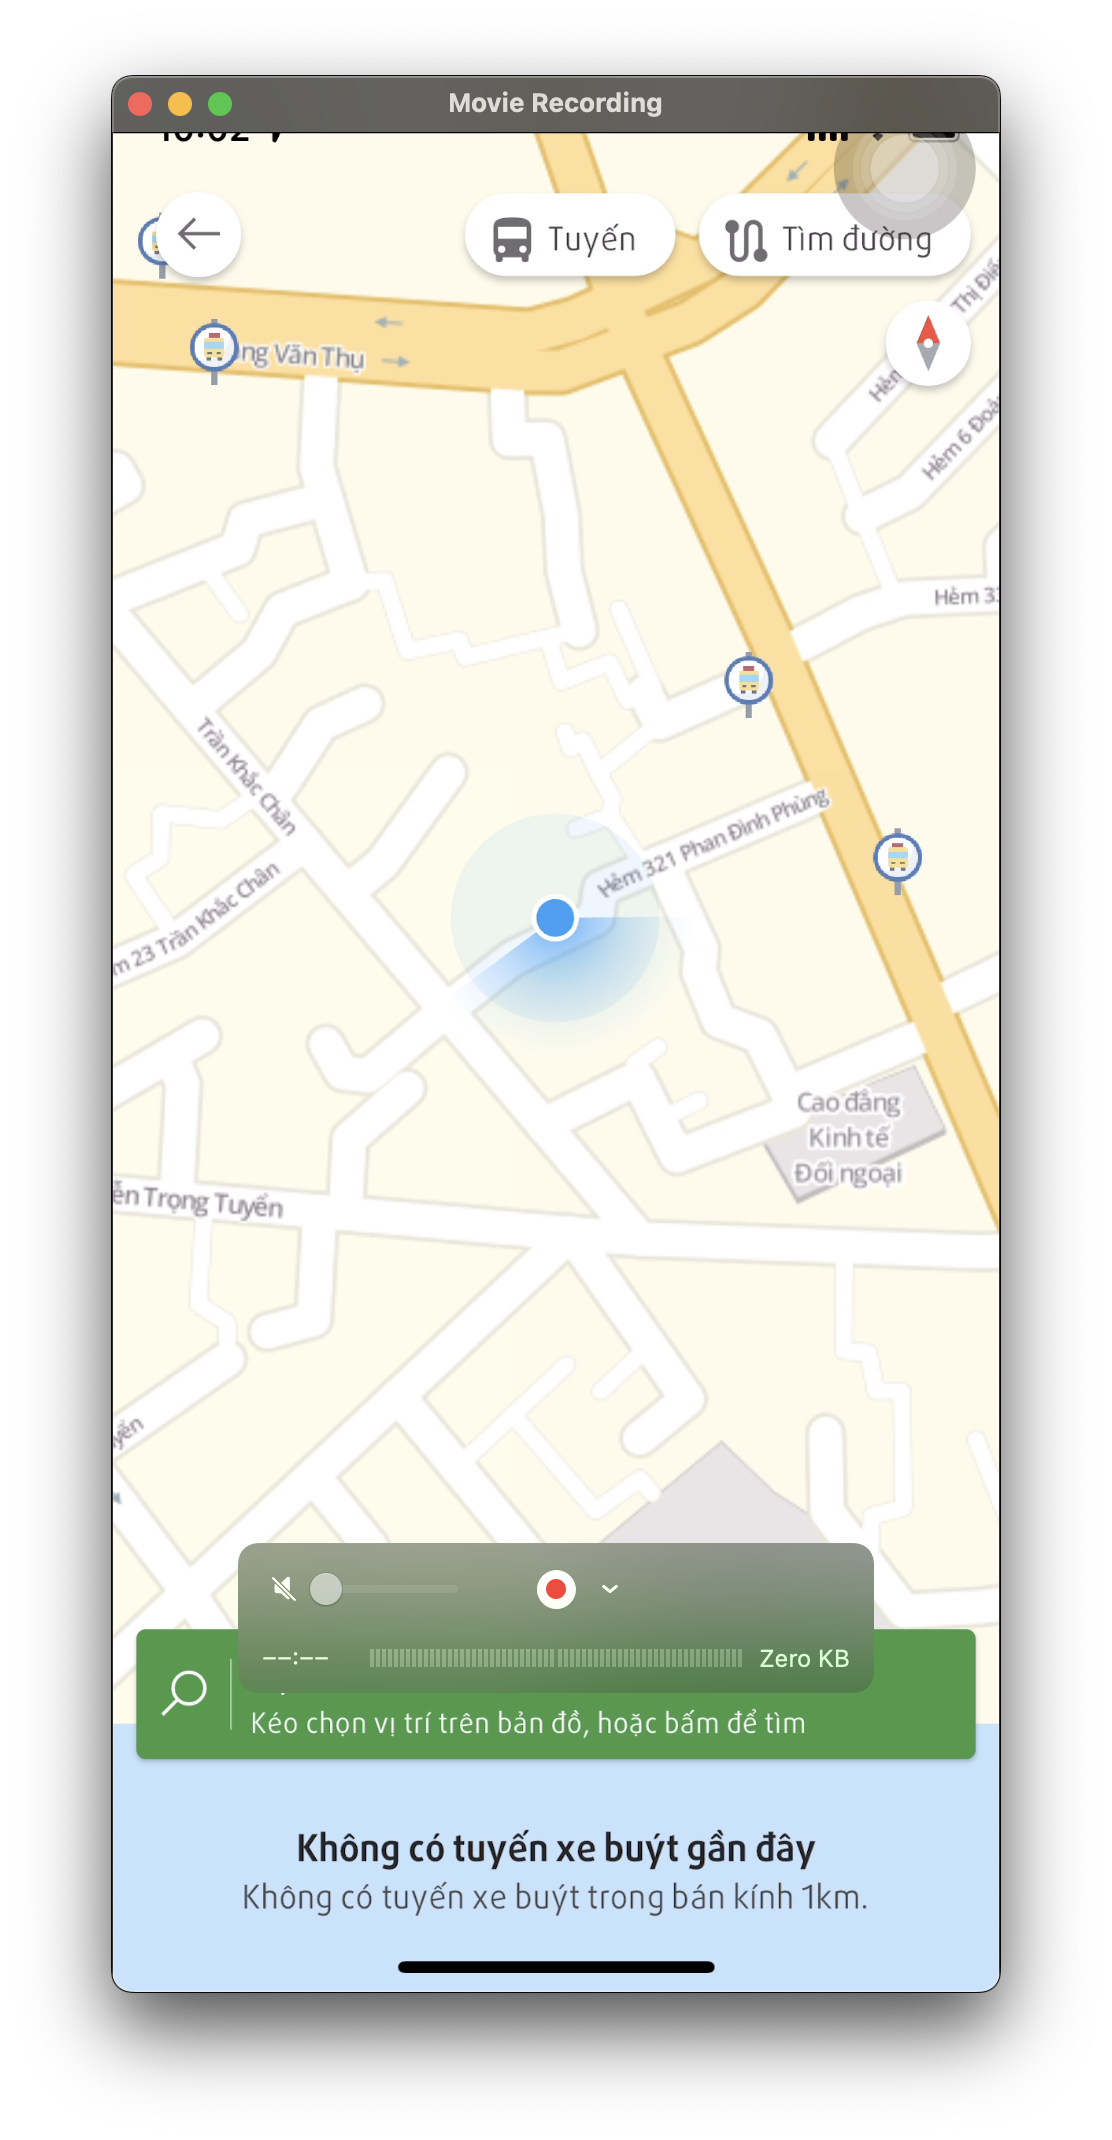 Movie Recording
Tuyến
Tìm đường
Thị Điể
ng Văn Thụ
Hẻm
Hẻm 6 Đoà
Hẻm 3
Trần Khắc Chân
Hẻm 321 Phan Đình Phùng
m 23 Trần Khắc Chân
Cao đẳng
Kinh tế
Đối ngoại
ễn Trọng Tuyển
yển
--:--
Zero KB
Kéo chọn vị trí trên bản đồ, hoặc bấm để tìm
Không có tuyến xe buýt gần đây
Không có tuyến xe buýt trong bán kính 1km.